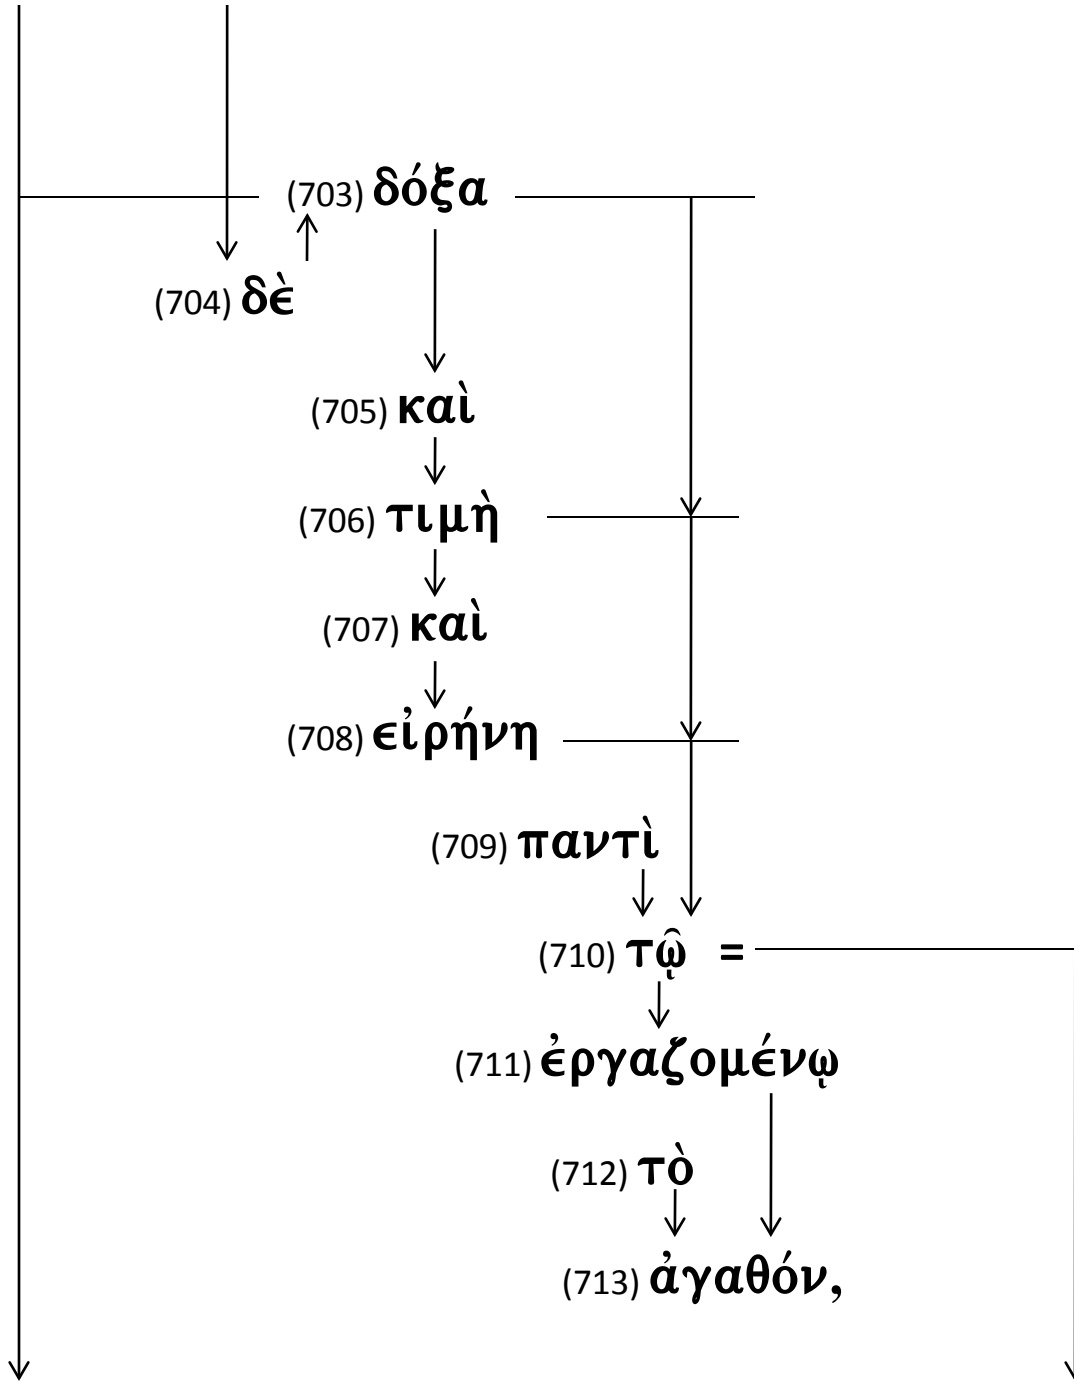 (703) δόξα
(704) δὲ
(705) καὶ
(706) τιμὴ
(707) καὶ
(708) εἰρήνη
(709) παντὶ
(710) τῷ =
(711) ἐργαζομένῳ
(712) τὸ
(713) ἀγαθόν,